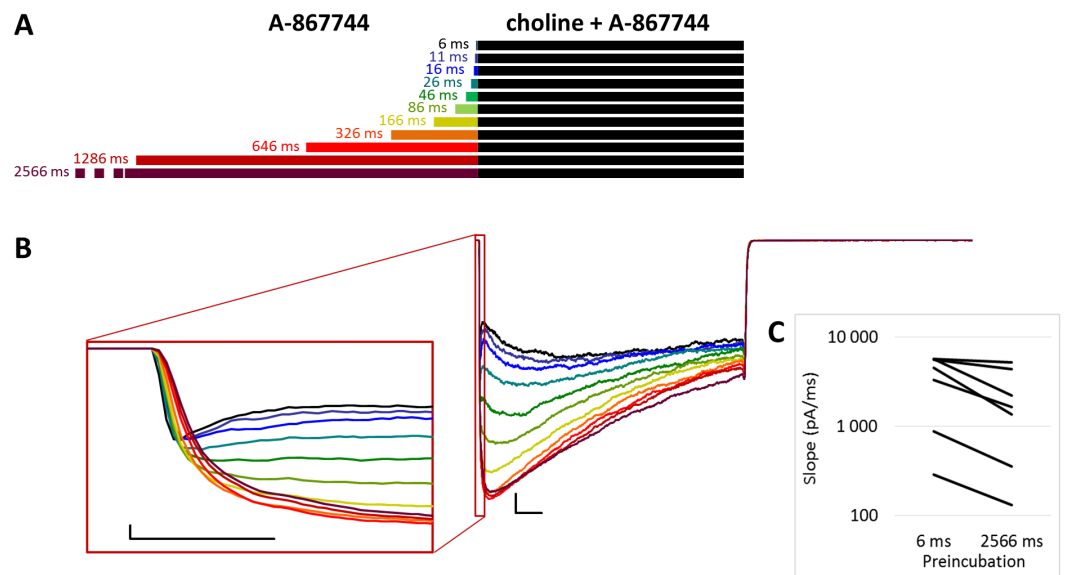 A
A-867744
choline + A-867744
6 ms
11 ms
16 ms
26 ms
46 ms
86 ms
166 ms
326 ms
646 ms
1286 ms
2566 ms
B
C
10 000
1 000
100
Slope (pA/ms)
6 ms
2566 ms
Preincubation